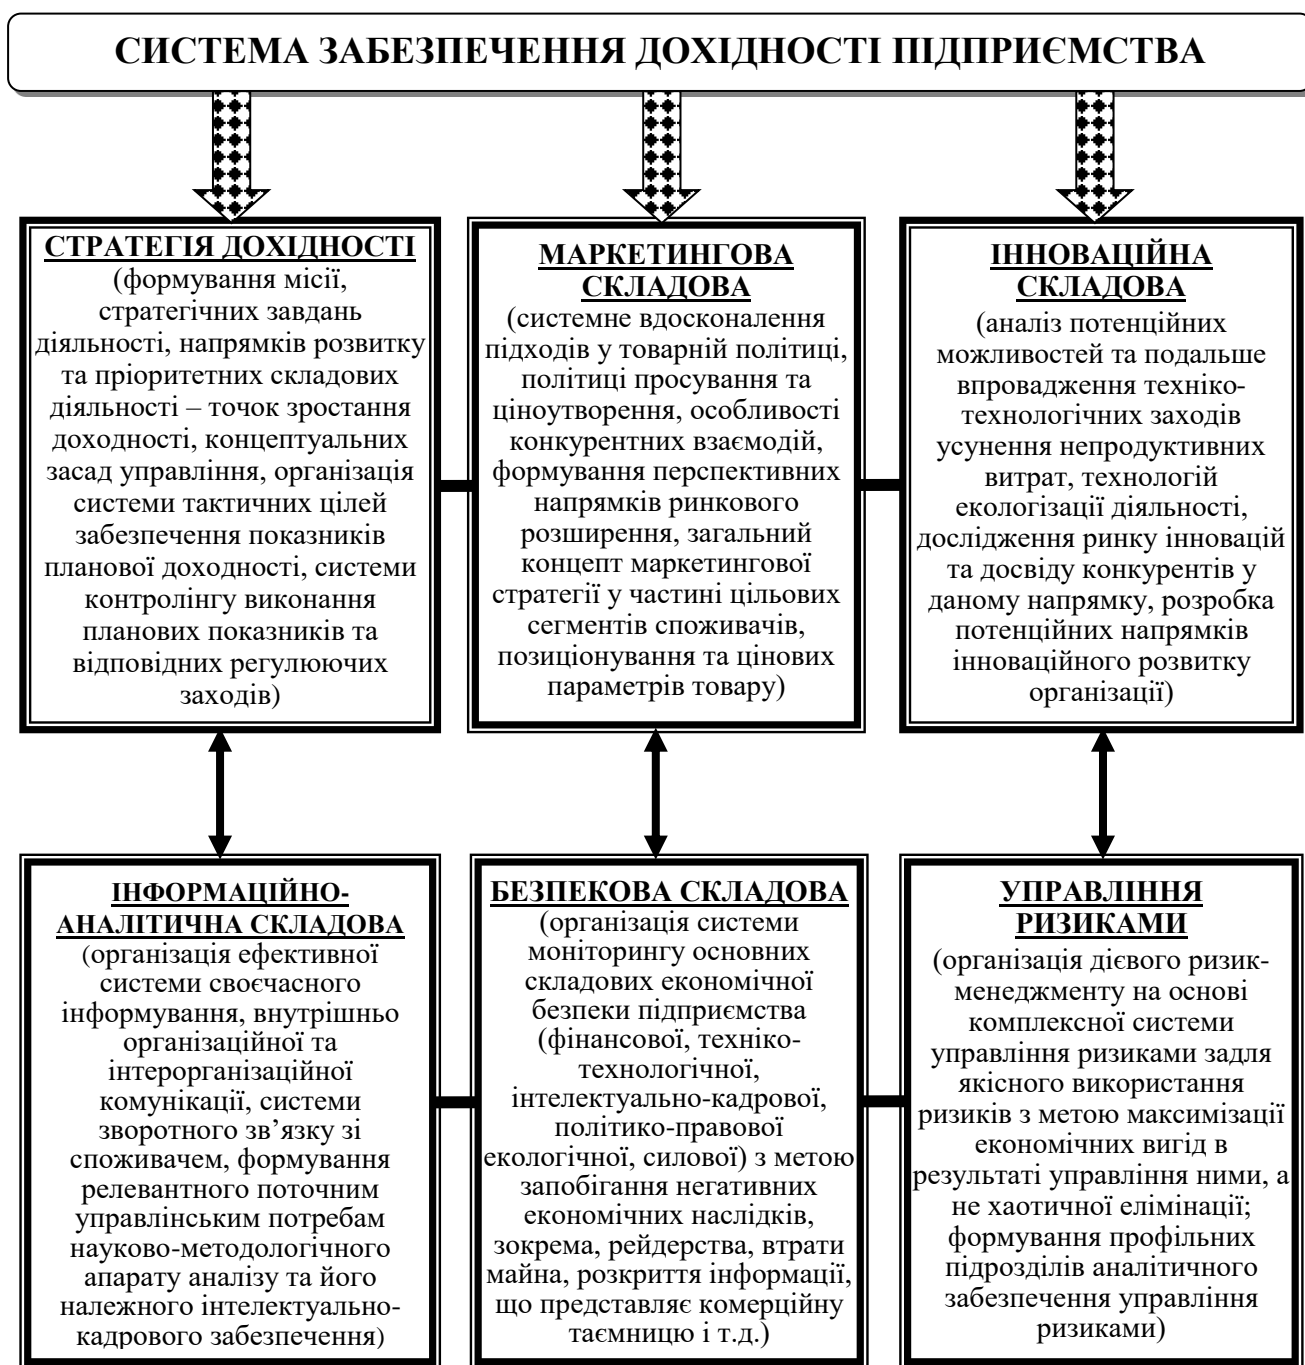 СИСТЕМА ЗАБЕЗПЕЧЕННЯ ДОХІДНОСТІ ПІДПРИЄМСТВА
СТРАТЕГІЯ ДОХІДНОСТІ
(формування місії,
стратегічних завдань
діяльності, напрямків розвитку
та пріоритетних складових
діяльності – точок зростання
доходності, концептуальних
засад управління, організація
системи тактичних цілей
забезпечення показників
планової доходності, системи
контролінгу виконання
планових показників та
відповідних регулюючих
заходів)
МАРКЕТИНГОВА
СКЛАДОВА
(системне вдосконалення
підходів у товарній політиці,
політиці просування та
ціноутворення, особливості
конкурентних взаємодій,
формування перспективних
напрямків ринкового
розширення, загальний
концепт маркетингової
стратегії у частині цільових
сегментів споживачів,
позиціонування та цінових
параметрів товару)
ІННОВАЦІЙНА
СКЛАДОВА
(аналіз потенційних
можливостей та подальше
впровадження техніко-
технологічних заходів
усунення непродуктивних
витрат, технологій
екологізації діяльності,
дослідження ринку інновацій
та досвіду конкурентів у
даному напрямку, розробка
потенційних напрямків
інноваційного розвитку
організації)
ІНФОРМАЦІЙНО-
АНАЛІТИЧНА СКЛАДОВА
(організація ефективної
системи своєчасного
інформування, внутрішньо
організаційної та
інтерорганізаційної
комунікації, системи
зворотного зв’язку зі
споживачем, формування
релевантного поточним
управлінським потребам
науково-методологічного
апарату аналізу та його
належного інтелектуально-
кадрового забезпечення)
БЕЗПЕКОВА СКЛАДОВА
(організація системи
моніторингу основних
складових економічної
безпеки підприємства
(фінансової, техніко-
технологічної,
інтелектуально-кадрової,
політико-правової
екологічної, силової) з метою
запобігання негативних
економічних наслідків,
зокрема, рейдерства, втрати
майна, розкриття інформації,
що представляє комерційну
таємницю і т.д.)
УПРАВЛІННЯ
РИЗИКАМИ
(організація дієвого ризик-
менеджменту на основі
комплексної системи
управління ризиками задля
якісного використання
ризиків з метою максимізації
економічних вигід в
результаті управління ними, а
не хаотичної елімінації;
формування профільних
підрозділів аналітичного
забезпечення управління
ризиками)